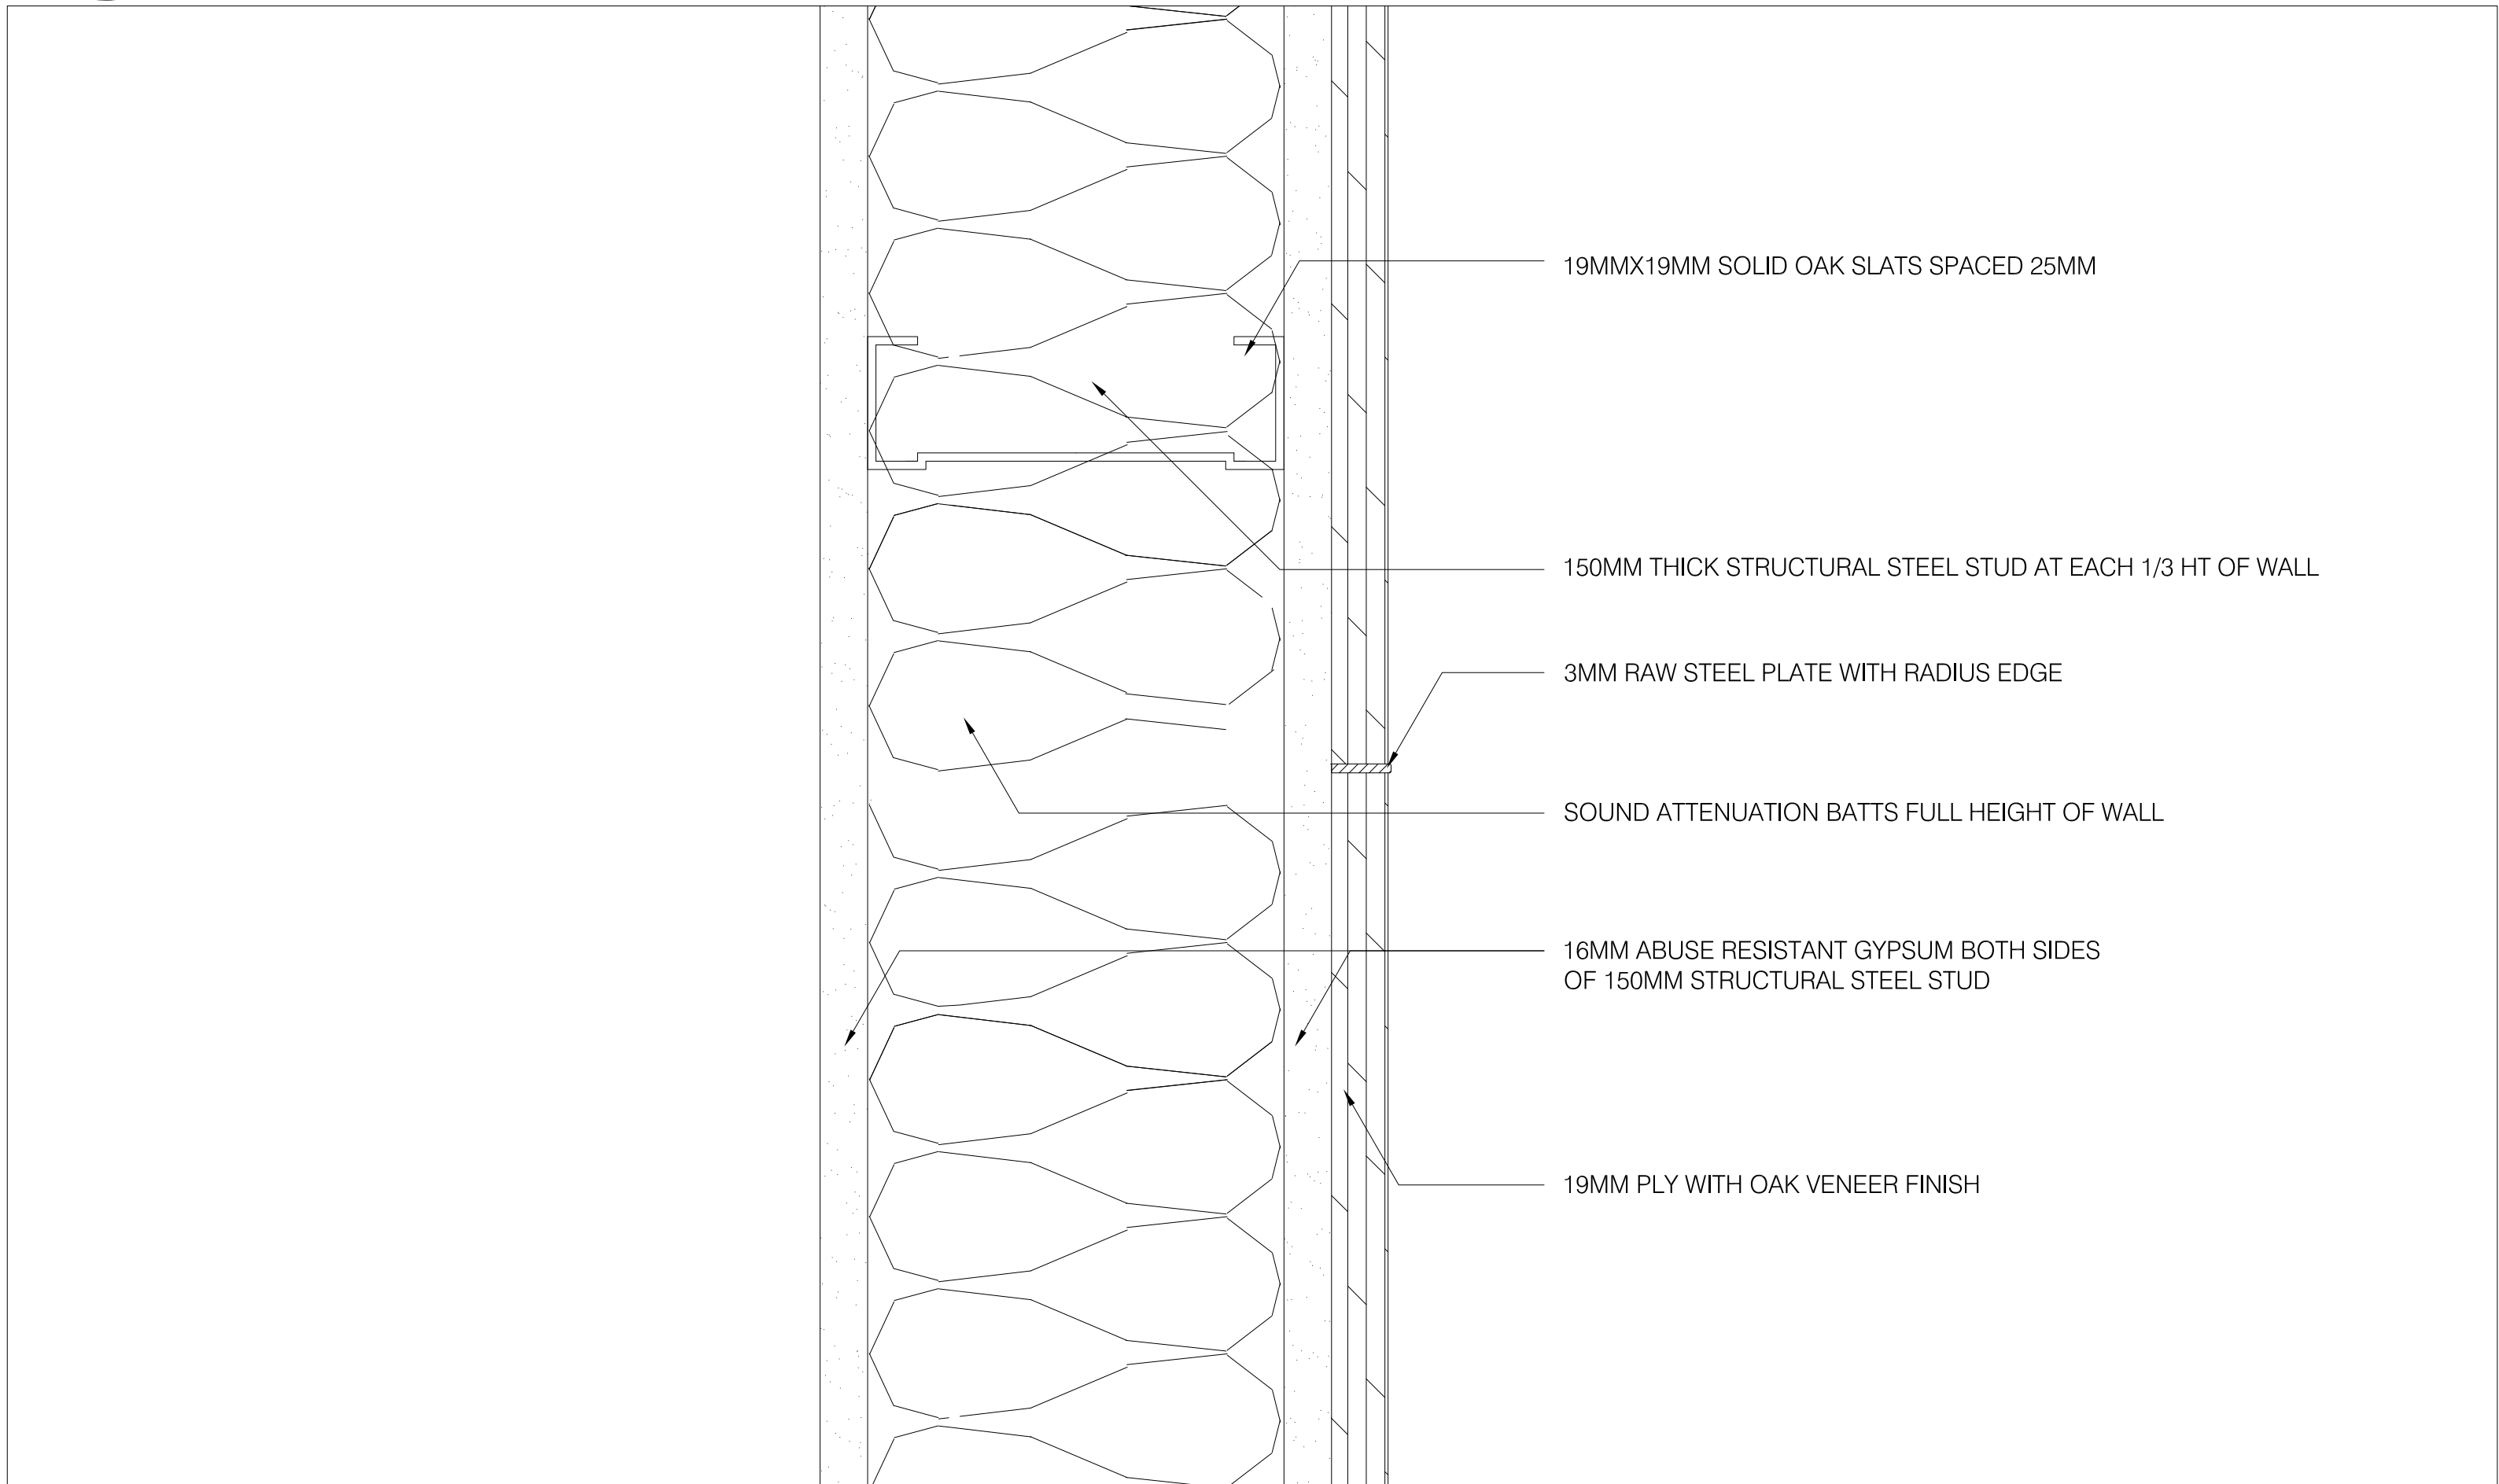 19MMX19MM SOLID OAK SLATS SPACED 25MM
150MM THICK STRUCTURAL STEEL STUD AT EACH 1/3 HT OF WALL
3MM RAW STEEL PLATE WITH RADIUS EDGE
SOUND ATTENUATION BATTS FULL HEIGHT OF WALL
16MM ABUSE RESISTANT GYPSUM BOTH SIDES
OF 150MM STRUCTURAL STEEL STUD
19MM PLY WITH OAK VENEER FINISH